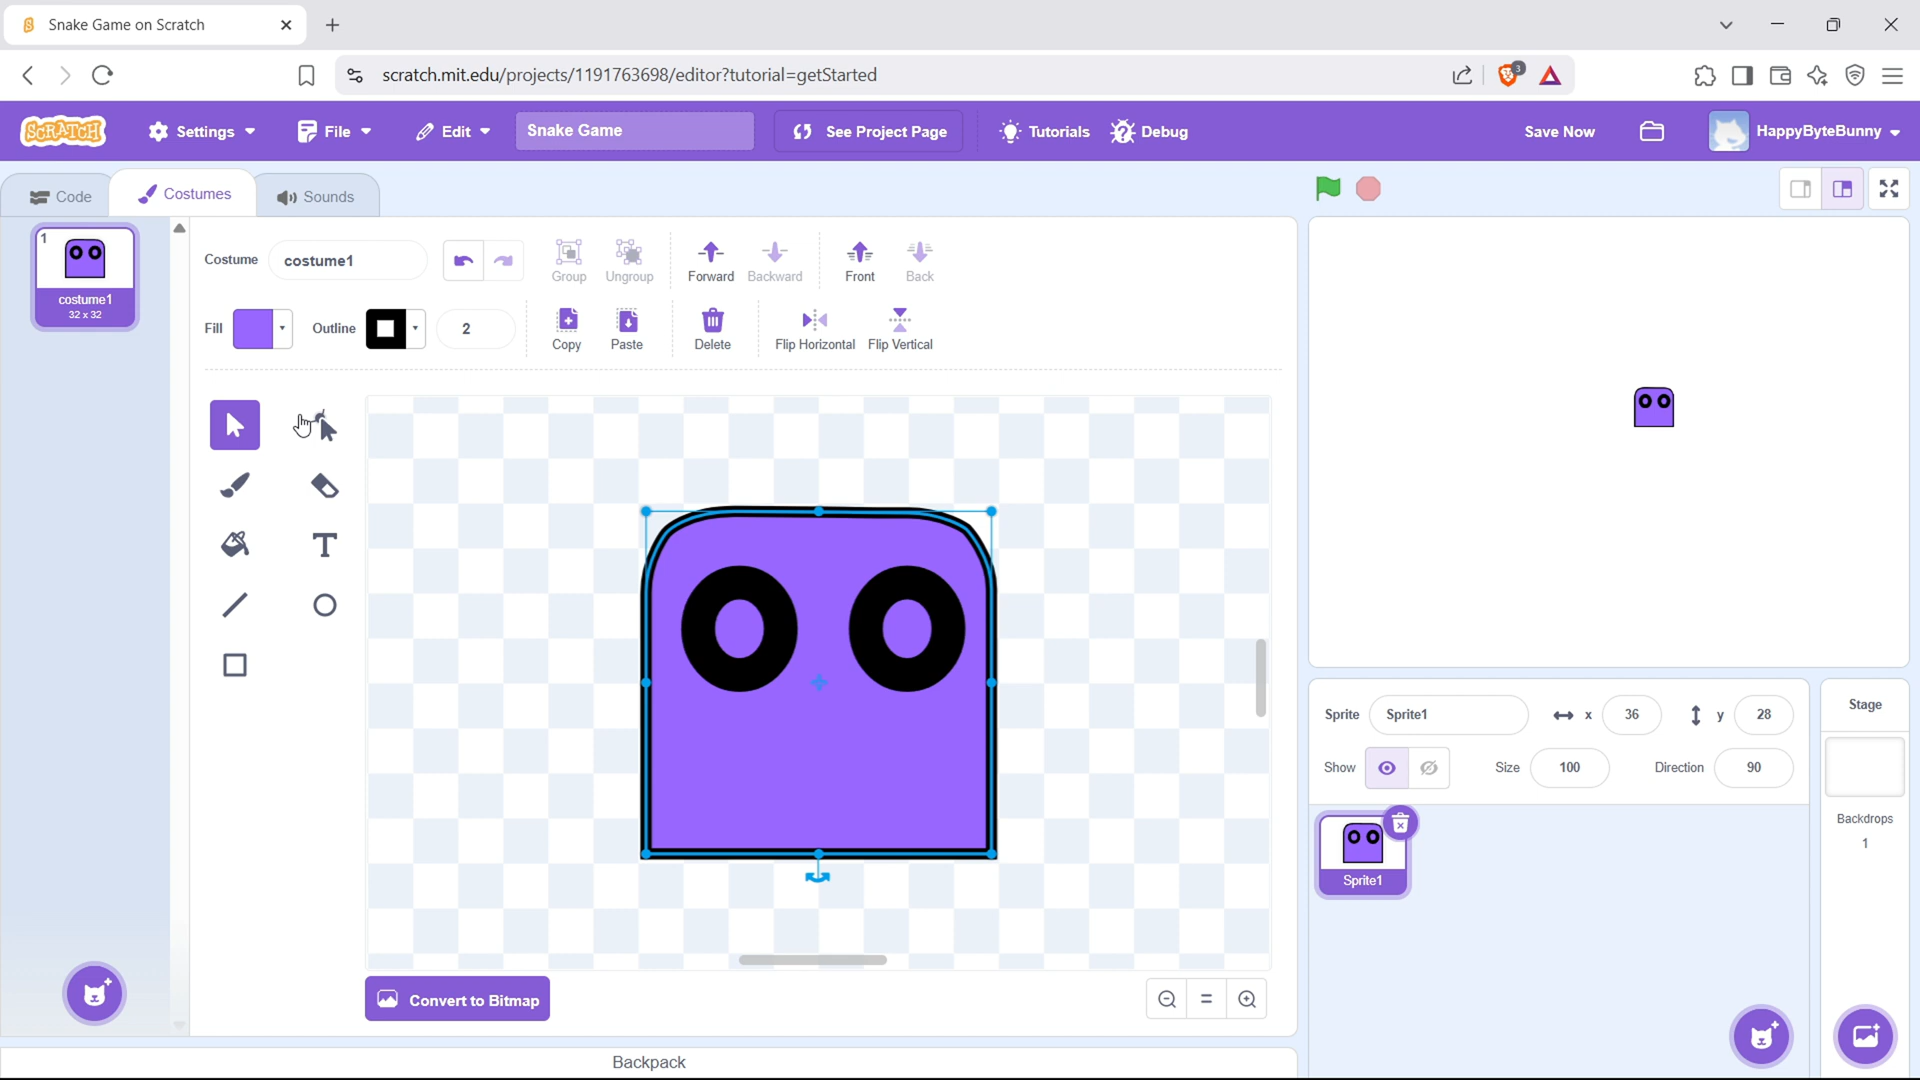 Snake Game on Scratch
scratch.mit.edu/projects/1191763698/editor?tutorial=getStarted
3
SCRATCH
Settings
File
Edit
Snake Game
See Project Page
Tutorials
Debug
Save Now
HappyByteBunny
Code
Costumes
Sounds
1
costume1
32 x 32
Costume
costume1
Group
Ungroup
Forward
Backward
Front
Back
Fill
Outline
2
Copy
Paste
Delete
Flip Horizontal
Flip Vertical
T
Convert to Bitmap
Backpack
Sprite
Sprite1
x
36
y
28
Show
Size
100
Direction
90
Sprite1
Stage
Backdrops
1